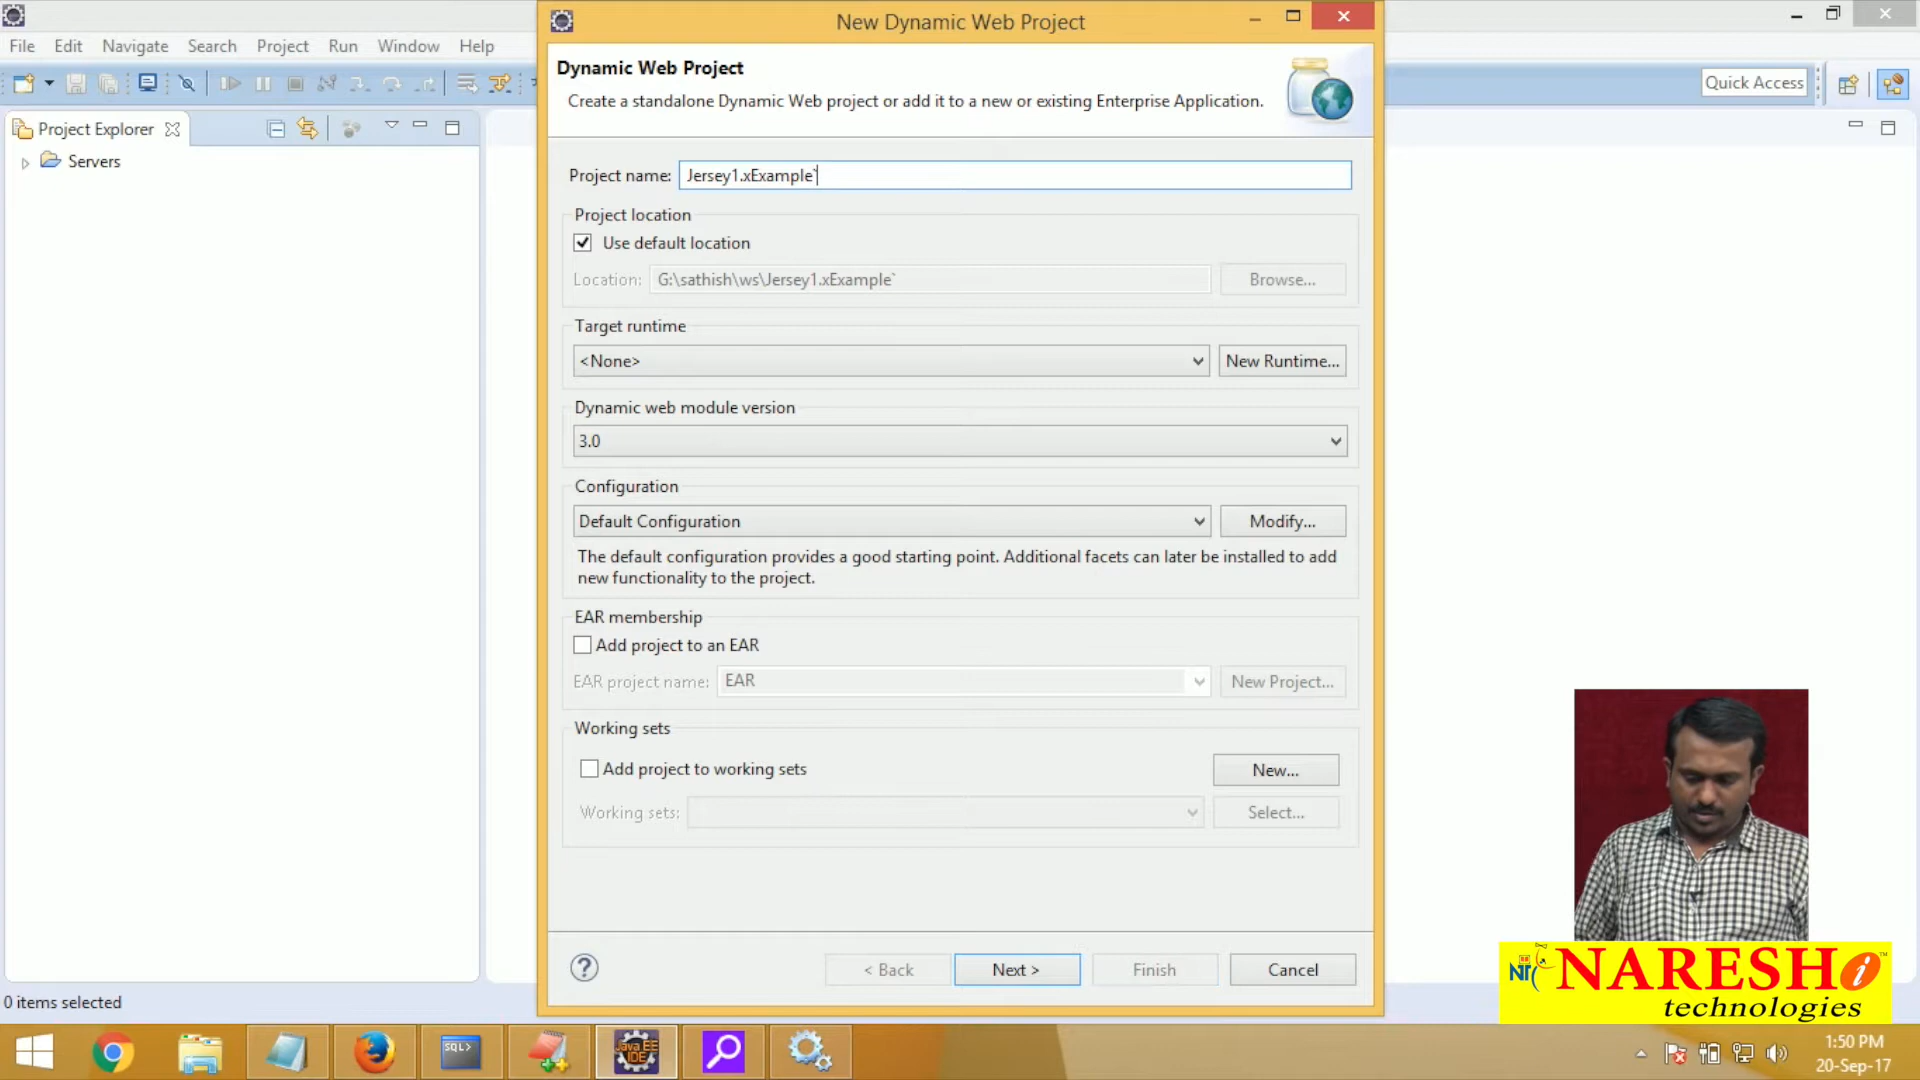 New Dynamic Web Project
File Edit Navigate Search Project Run Window Help
Quick Access
Dynamic Web Project
Create a standalone Dynamic Web project or add it to a new or existing Enterprise Application.
Project Explorer
Servers
Project name: Jersey1.xExample`
Project location
Use default location
Location: G:\sathish\ws\Jersey1.xExample` Browse...
Target runtime
<None> New Runtime...
Dynamic web module version
3.0
Configuration
Default Configuration Modify...
The default configuration provides a good starting point. Additional facets can later be installed to add
new functionality to the project.
EAR membership
Add project to an EAR
EAR project name: EAR New Project...
Working sets
Add project to working sets New...
Working sets: Select...
? < Back Next > Finish Cancel
0 items selected
NARESH i ™
technologies
SQL>
Java EE
IDE
1:50 PM
20-Sep-17